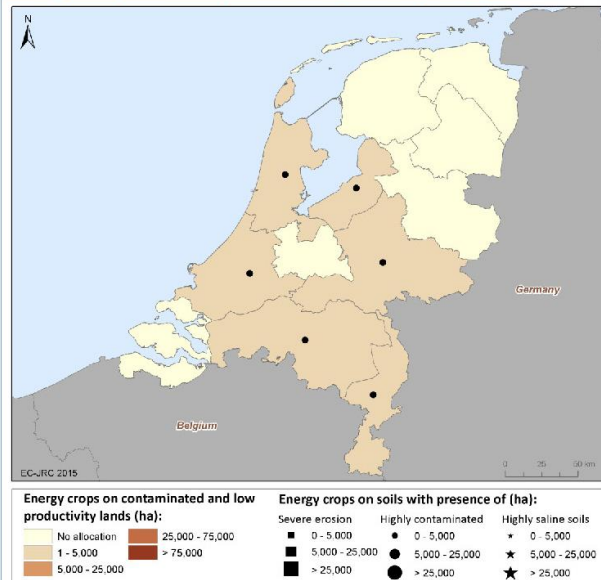 N
Germany
Belgium
EC-JRC 2015
0 25 50 km
Energy crops on contaminated and low
productivity lands (ha):
No allocation
1 - 5,000
5,000 - 25,000
25,000 - 75,000
> 75,000
Energy crops on soils with presence of (ha):
Severe erosion
0 - 5,000
5,000 - 25,000
> 25,000
Highly contaminated
0 - 5,000
5,000 - 25,000
> 25,000
Highly saline soils
0 - 5,000
5,000 - 25,000
> 25,000